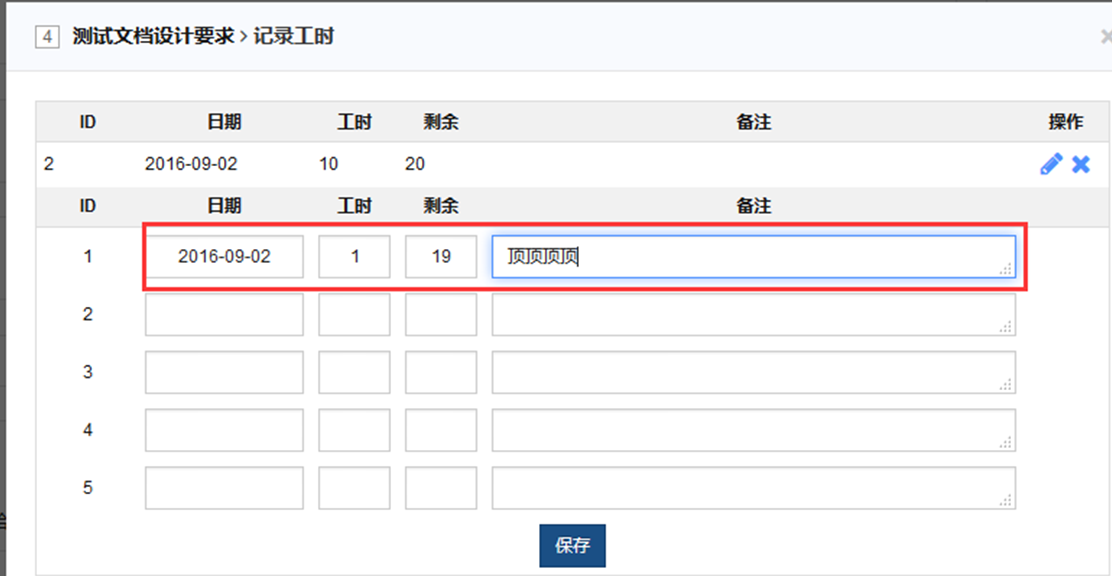 4 测试文档设计要求 > 记录工时 ×
ID 日期 工时 剩余 备注 操作
2 2016-09-02 10 20
ID 日期 工时 剩余 备注
1 2016-09-02 1 19 顶顶顶顶
2
3
4
5
保存